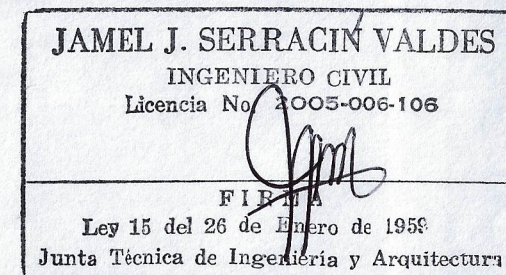 JAMEL J. SERRACIN VALDES
INGENIERO CIVIL
Licencia No. 2005-006-106
FIRMA
Ley 15 del 26 de Enero de 1959
Junta Técnica de Ingeniería y Arquitectura